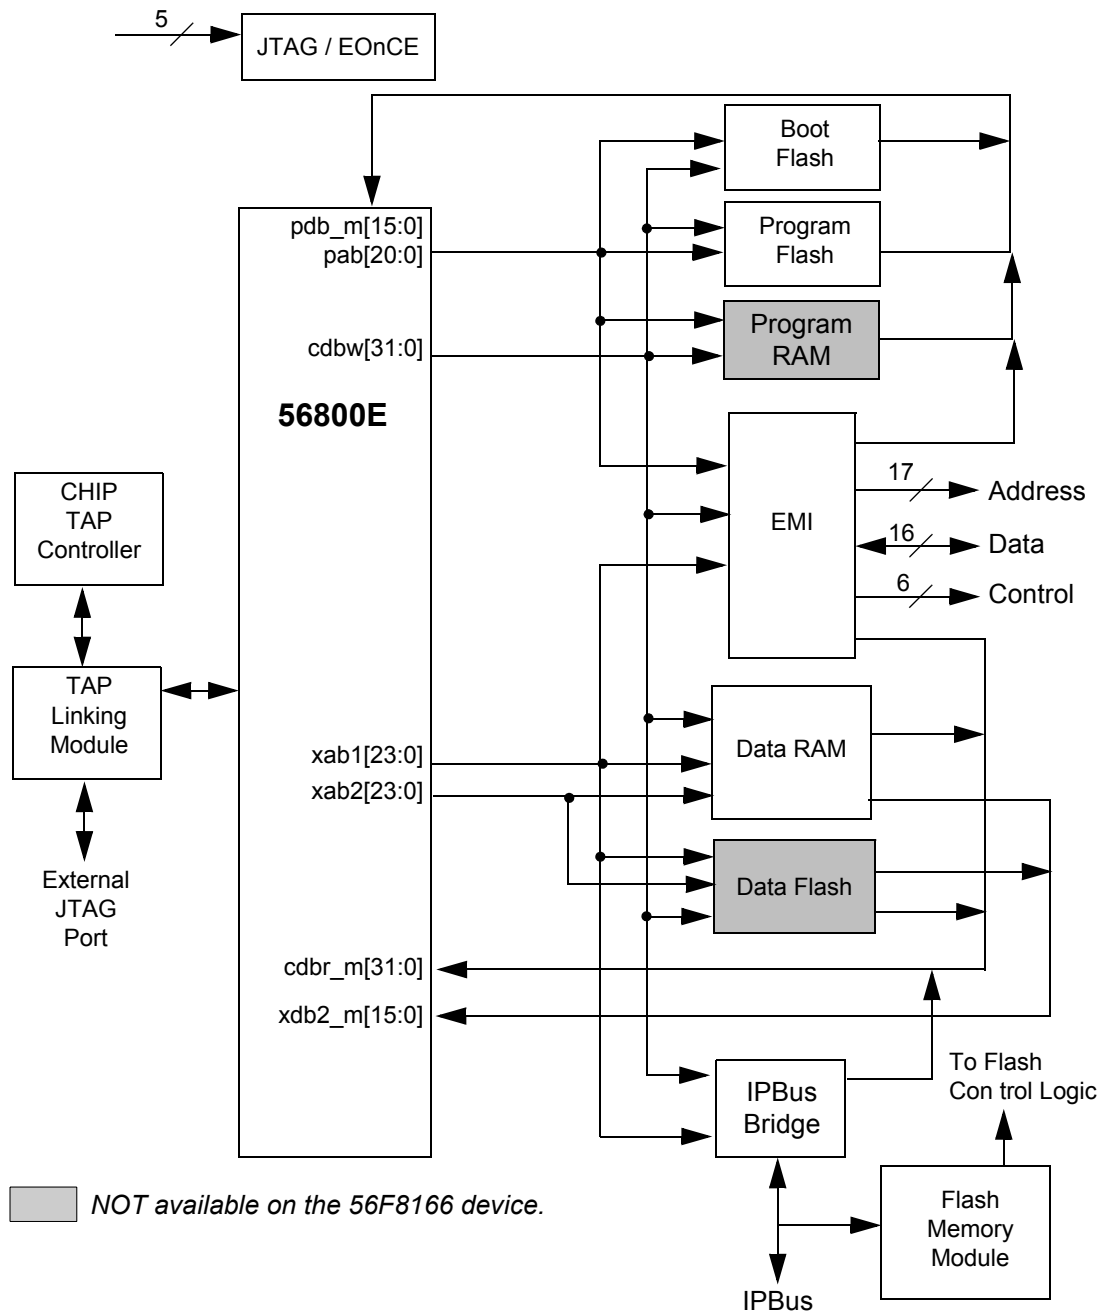 5
JTAG / EOnCE
Boot
Flash
pdb_m[15:0]
pab[20:0]
Program
Flash
cdbw[31:0]
Program
RAM
56800E
CHIP
TAP
Controller
EMI
17
Address
16
Data
6
Control
TAP
Linking
Module
xab1[23:0]
xab2[23:0]
Data RAM
Data Flash
External
JTAG
Port
cdbr_m[31:0]
xdb2_m[15:0]
IPBus
Bridge
To Flash
Con trol Logic
NOT available on the 56F8166 device.
Flash
Memory
Module
IPBus